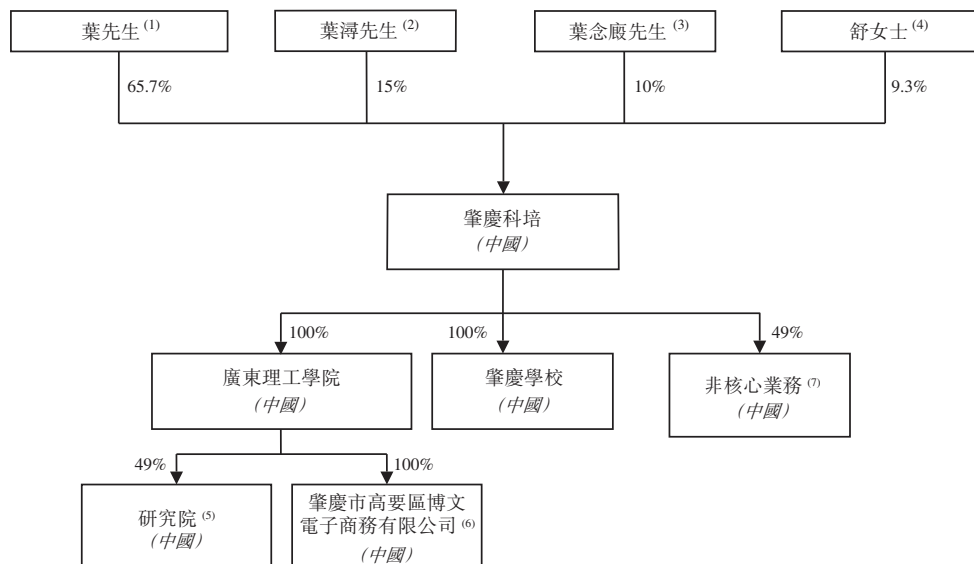 葉先生 (1)
葉潯先生 (2)
葉念廄先生 (3)
舒女士 (4)
65.7%
15%
10%
9.3%
肇慶科培
(中國)
100%
100%
49%
廣東理工學院
(中國)
肇慶學校
(中國)
非核心業務 (7)
(中國)
49%
100%
研究院 (5)
(中國)
肇慶市高要區博文
電子商務有限公司 (6)
(中國)